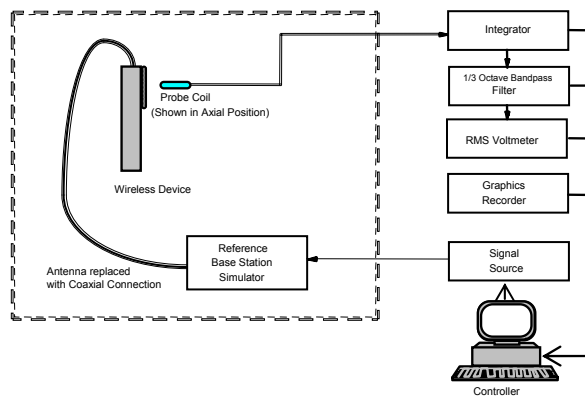 Integrator
1/3 Octave Bandpass
Filter
RMS Voltmeter
Graphics
Recorder
Probe Coil
(Shown in Axial Position)
Wireless Device
Reference
Base Station
Simulator
Signal
Source
Antenna replaced
with Coaxial Connection
Controller